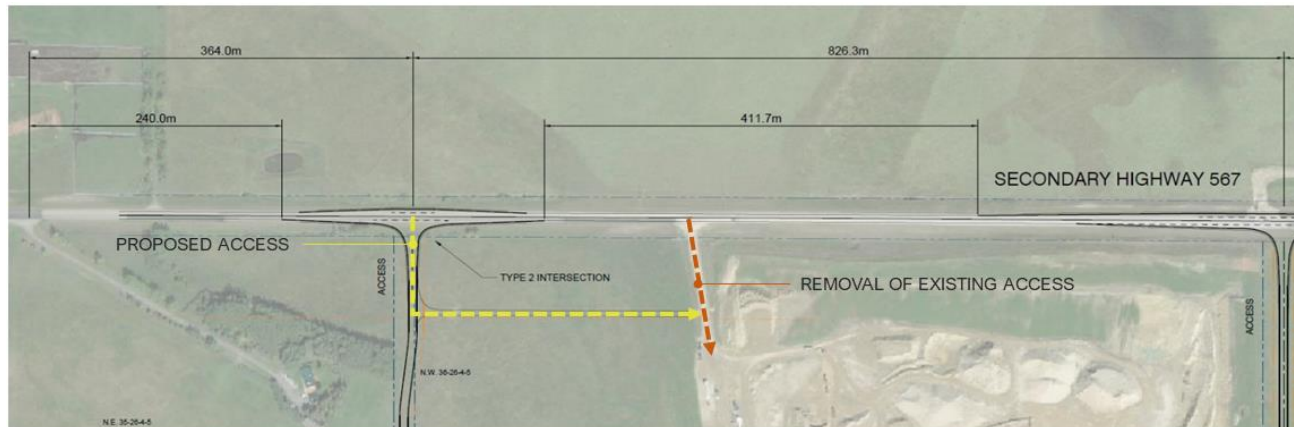 364.0m
826.3m
240.0m
411.7m
SECONDARY HIGHWAY 567
PROPOSED ACCESS
ACCESS
TYPE 2 INTERSECTION
REMOVAL OF EXISTING ACCESS
ACCESS
N.W. 36-26-4-5
N.E. 35-26-4-5